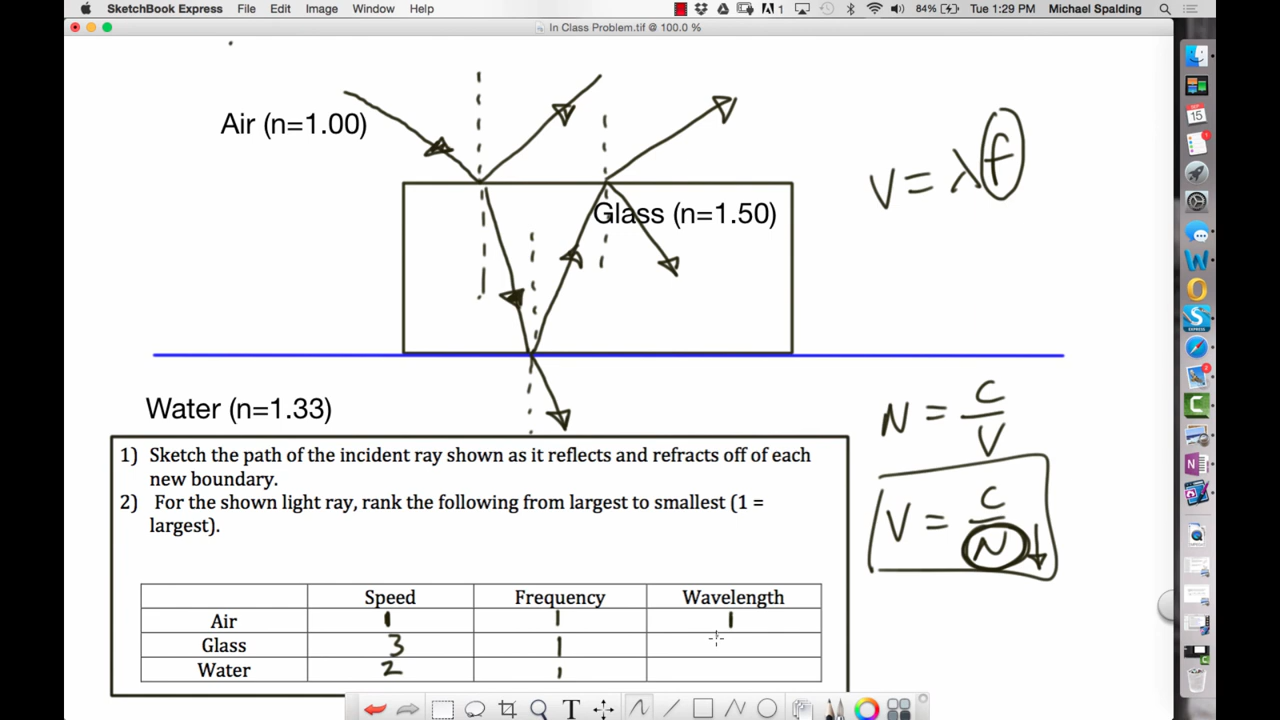 SketchBook Express File Edit Image Window Help 1 84% Tue 1:29 PM Michael Spalding
In Class Problem.tif @ 100.0 %
Air (n=1.00)
V = λf
Glass (n=1.50)
Water (n=1.33)
N = C/V
V = C/N
1) Sketch the path of the incident ray shown as it reflects and refracts off of each
new boundary.
2) For the shown light ray, rank the following from largest to smallest (1 =
largest).
Speed Frequency Wavelength
Air 1 1 1
Glass 3 1
Water 2 1